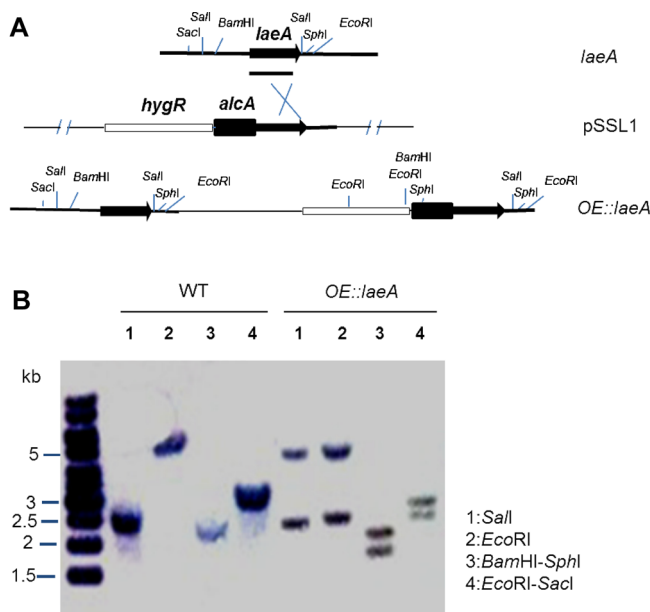 A
SacI
SalI
BamHI
laeA
SalI
SphI
EcoRI
laeA
hygR alcA
pSSL1
SacI
SalI
BamHI
SalI
SphI
EcoRI
EcoRI
BamHI
EcoRI
SphI
SalI
SphI
EcoRI
OE::laeA
B
WT OE::laeA
1 2 3 4 1 2 3 4
kb
5
3
2.5
2
1.5
1:SalI
2:EcoRI
3:BamHI-SphI
4:EcoRI-SacI